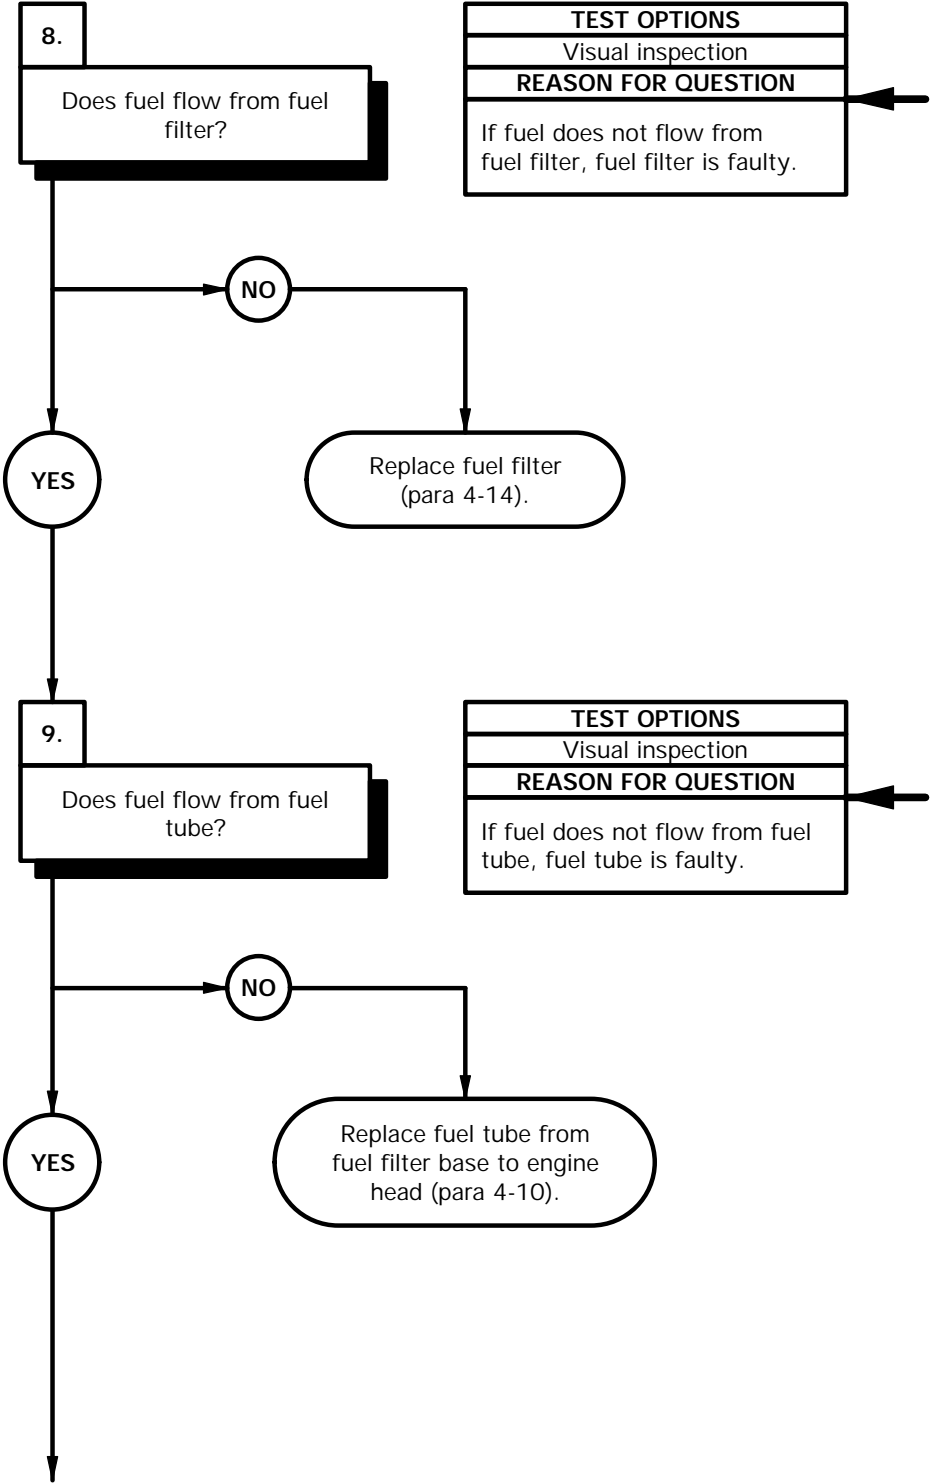 8.
Does fuel flow from fuel
filter?
TEST OPTIONS
Visual inspection
REASON FOR QUESTION
If fuel does not flow from
fuel filter, fuel filter is faulty.
NO
YES
Replace fuel filter
(para 4-14).
9.
Does fuel flow from fuel
tube?
TEST OPTIONS
Visual inspection
REASON FOR QUESTION
If fuel does not flow from fuel
tube, fuel tube is faulty.
NO
YES
Replace fuel tube from
fuel filter base to engine
head (para 4-10).